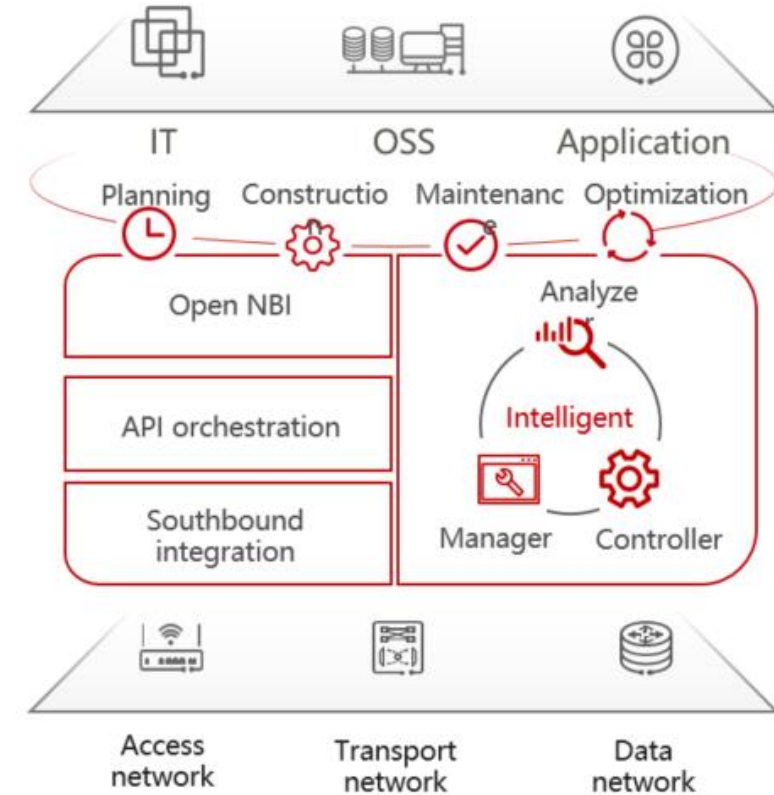 IT OSS Application
Planning Constructio
n Maintenanc
e Optimization
Open NBI
Analyze
r
API orchestration
Intelligent
Southbound
integration
Manager Controller
Access
network
Transport
network
Data
network